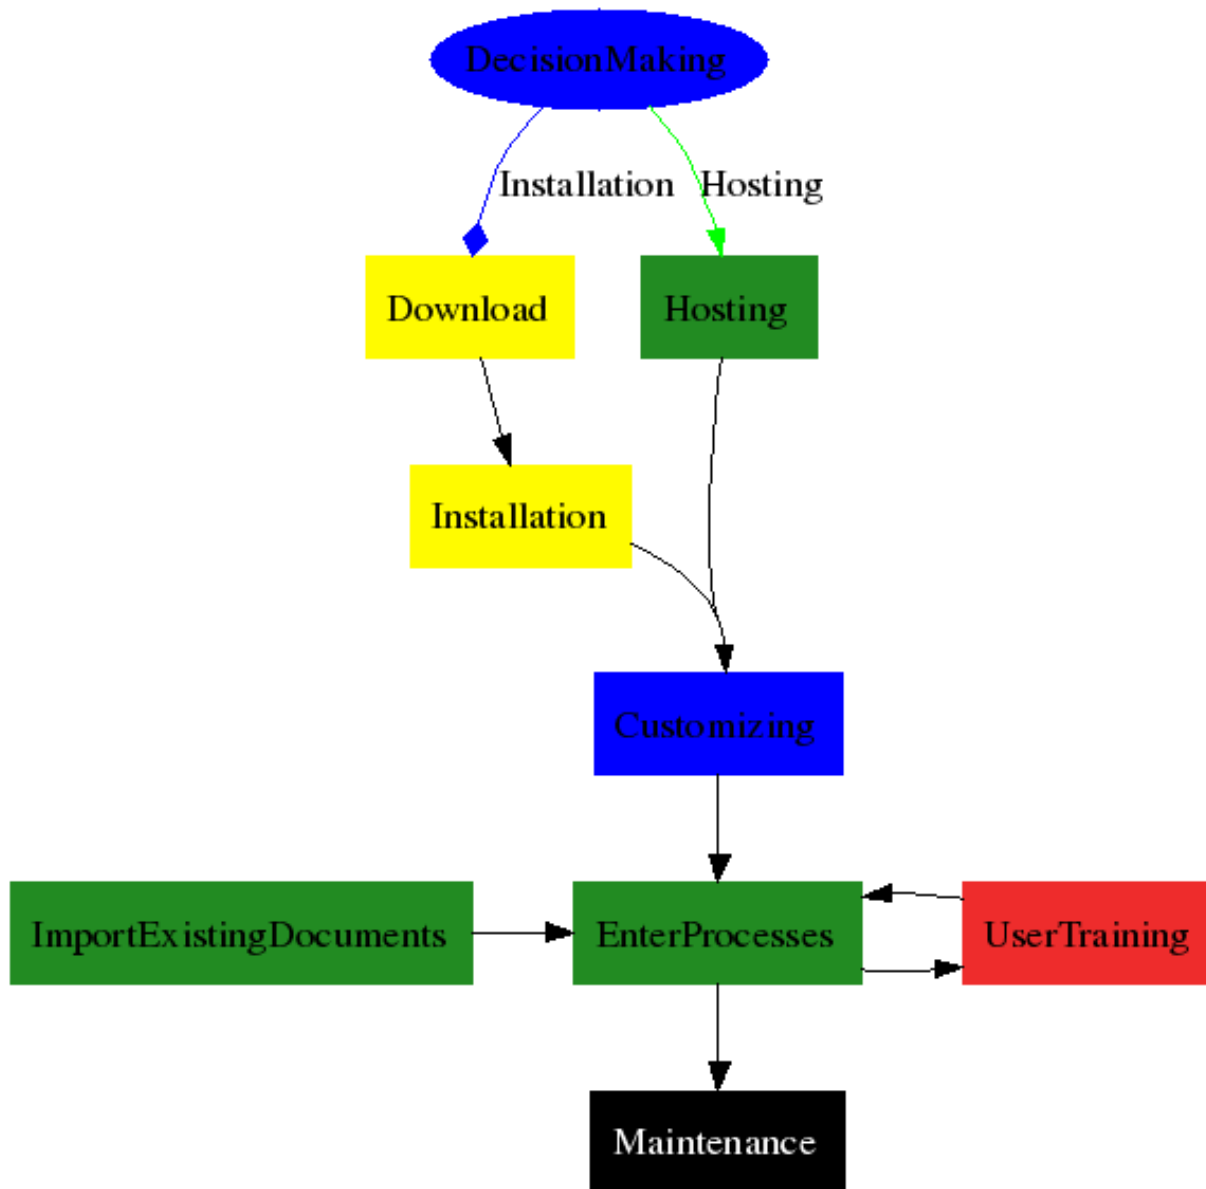 DecisionMaking
Installation
Hosting
Download
Hosting
Installation
Customizing
ImportExistingDocuments
EnterProcesses
UserTraining
Maintenance